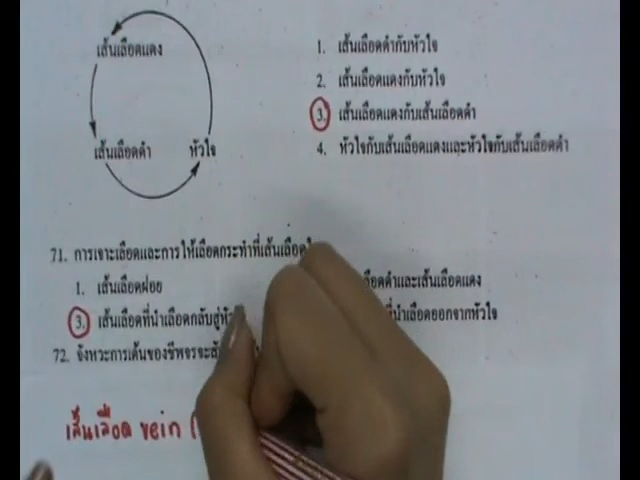 เส้นเลือดแดง
เส้นเลือดดำ
หัวใจ
1. เส้นเลือดดำกับหัวใจ
2. เส้นเลือดแดงกับหัวใจ
3. เส้นเลือดแดงกับเส้นเลือดดำ
4. หัวใจกับเส้นเลือดแดงและหัวใจกับเส้นเลือดดำ
71. การเจาะเลือดและการให้เลือดกระทำที่เส้นเลือด
1. เส้นเลือดฝอย
เลือดดำและเส้นเลือดแดง
3. เส้นเลือดที่นำเลือดกลับสู่
นำเลือดออกจากหัวใจ
72. จังหวะการเต้นของชีพจรจะ
เส้นเลือด vein (